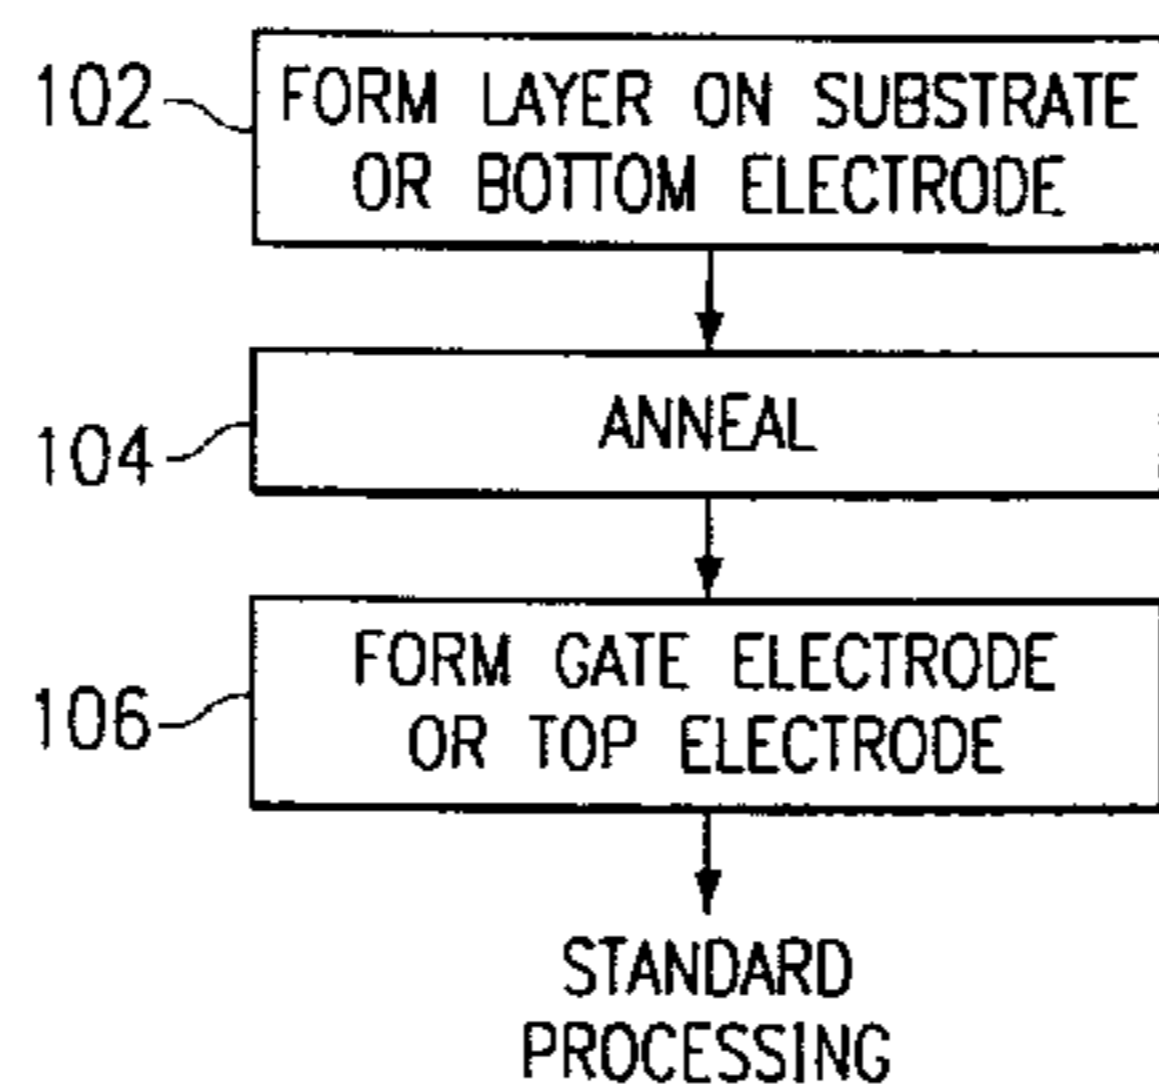 102
FORM LAYER ON SUBSTRATE
OR BOTTOM ELECTRODE
104
ANNEAL
106
FORM GATE ELECTRODE
OR TOP ELECTRODE
STANDARD
PROCESSING